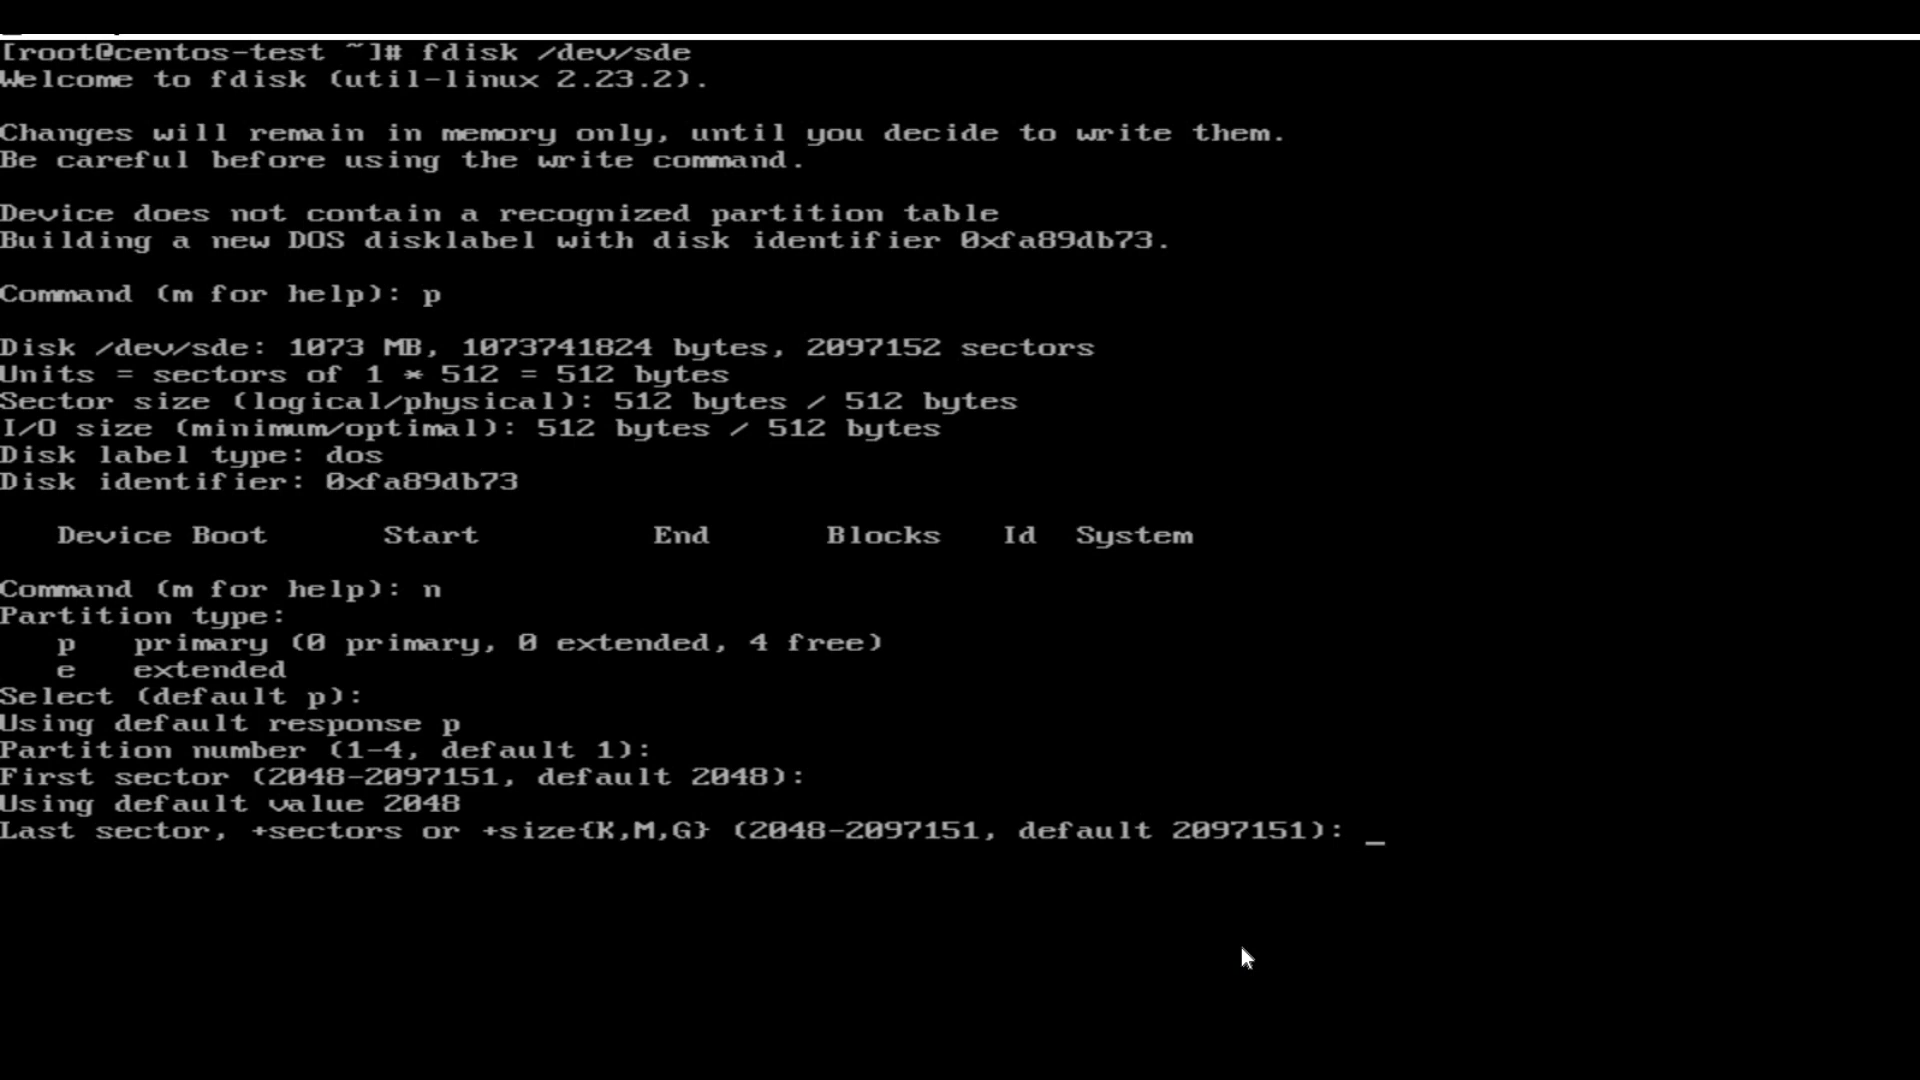 [root@centos-test ~]# fdisk /dev/sde
Welcome to fdisk (util-linux 2.23.2).
Changes will remain in memory only, until you decide to write them.
Be careful before using the write command.
Device does not contain a recognized partition table
Building a new DOS disklabel with disk identifier 0xfa89db73.
Command (m for help): p
Disk /dev/sde: 1073 MB, 1073741824 bytes, 2097152 sectors
Units = sectors of 1 * 512 = 512 bytes
Sector size (logical/physical): 512 bytes / 512 bytes
I/O size (minimum/optimal): 512 bytes / 512 bytes
Disk label type: dos
Disk identifier: 0xfa89db73
Device Boot      Start         End      Blocks   Id  System
Command (m for help): n
Partition type:
p   primary (0 primary, 0 extended, 4 free)
e   extended
Select (default p):
Using default response p
Partition number (1-4, default 1):
First sector (2048-2097151, default 2048):
Using default value 2048
Last sector, +sectors or +size{K,M,G} (2048-2097151, default 2097151): _